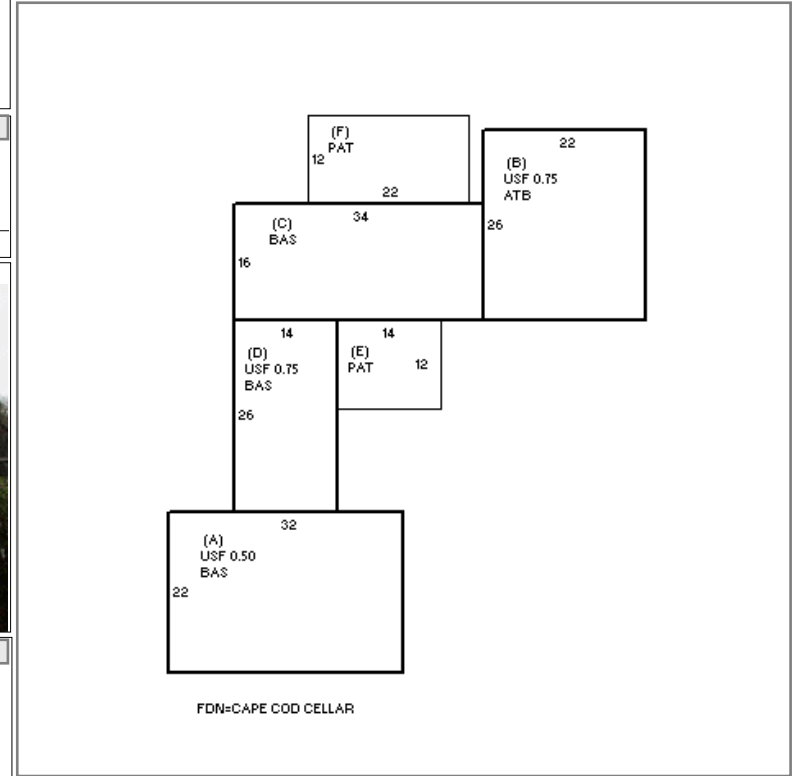 (F)
PAT
12
22
22
(B)
USF 0.75
ATB
26
34
(C)
BAS
16
14
(D)
USF 0.75
BAS
26
14
(E)
PAT
12
32
(A)
USF 0.50
BAS
22
FDN=CAPE COD CELLAR